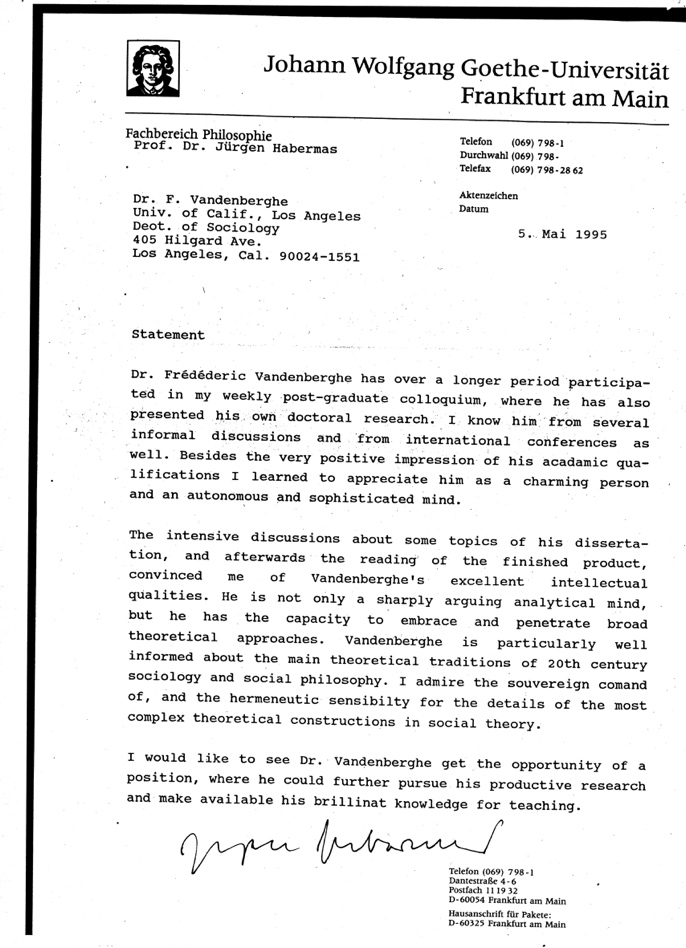 Johann Wolfgang Goethe-Universität
Frankfurt am Main
Fachbereich Philosophie
Prof. Dr. Jürgen Habermas
Telefon (069) 798-1
Durchwahl (069) 798-
Telefax (069) 798-28 62
Aktenzeichen
Datum
5. Mai 1995
Dr. F. Vandenberghe
Univ. of Calif., Los Angeles
Deot. of Sociology
405 Hilgard Ave.
Los Angeles, Cal. 90024-1551
Statement
Dr. Frédéderic Vandenberghe has over a longer period participa-
ted in my weekly post-graduate colloquium, where he has also
presented his own doctoral research. I know him from several
informal discussions and from international conferences as
well. Besides the very positive impression of his acadamic qua-
lifications I learned to appreciate him as a charming person
and an autonomous and sophisticated mind.
The intensive discussions about some topics of his disserta-
tion, and afterwards the reading of the finished product,
convinced me of Vandenberghe's excellent intellectual
qualities. He is not only a sharply arguing analytical mind,
but he has the capacity to embrace and penetrate broad
theoretical approaches. Vandenberghe is particularly well
informed about the main theoretical traditions of 20th century
sociology and social philosophy. I admire the souvereign comand
of, and the hermeneutic sensibilty for the details of the most
complex theoretical constructions in social theory.
I would like to see Dr. Vandenberghe get the opportunity of a
position, where he could further pursue his productive research
and make available his brillinat knowledge for teaching.
Jürgen Habermas
Telefon (069) 798-1
Dantestraße 4-6
Postfach 11 19 32
D-60054 Frankfurt am Main
Hausanschrift für Pakete:
D-60325 Frankfurt am Main